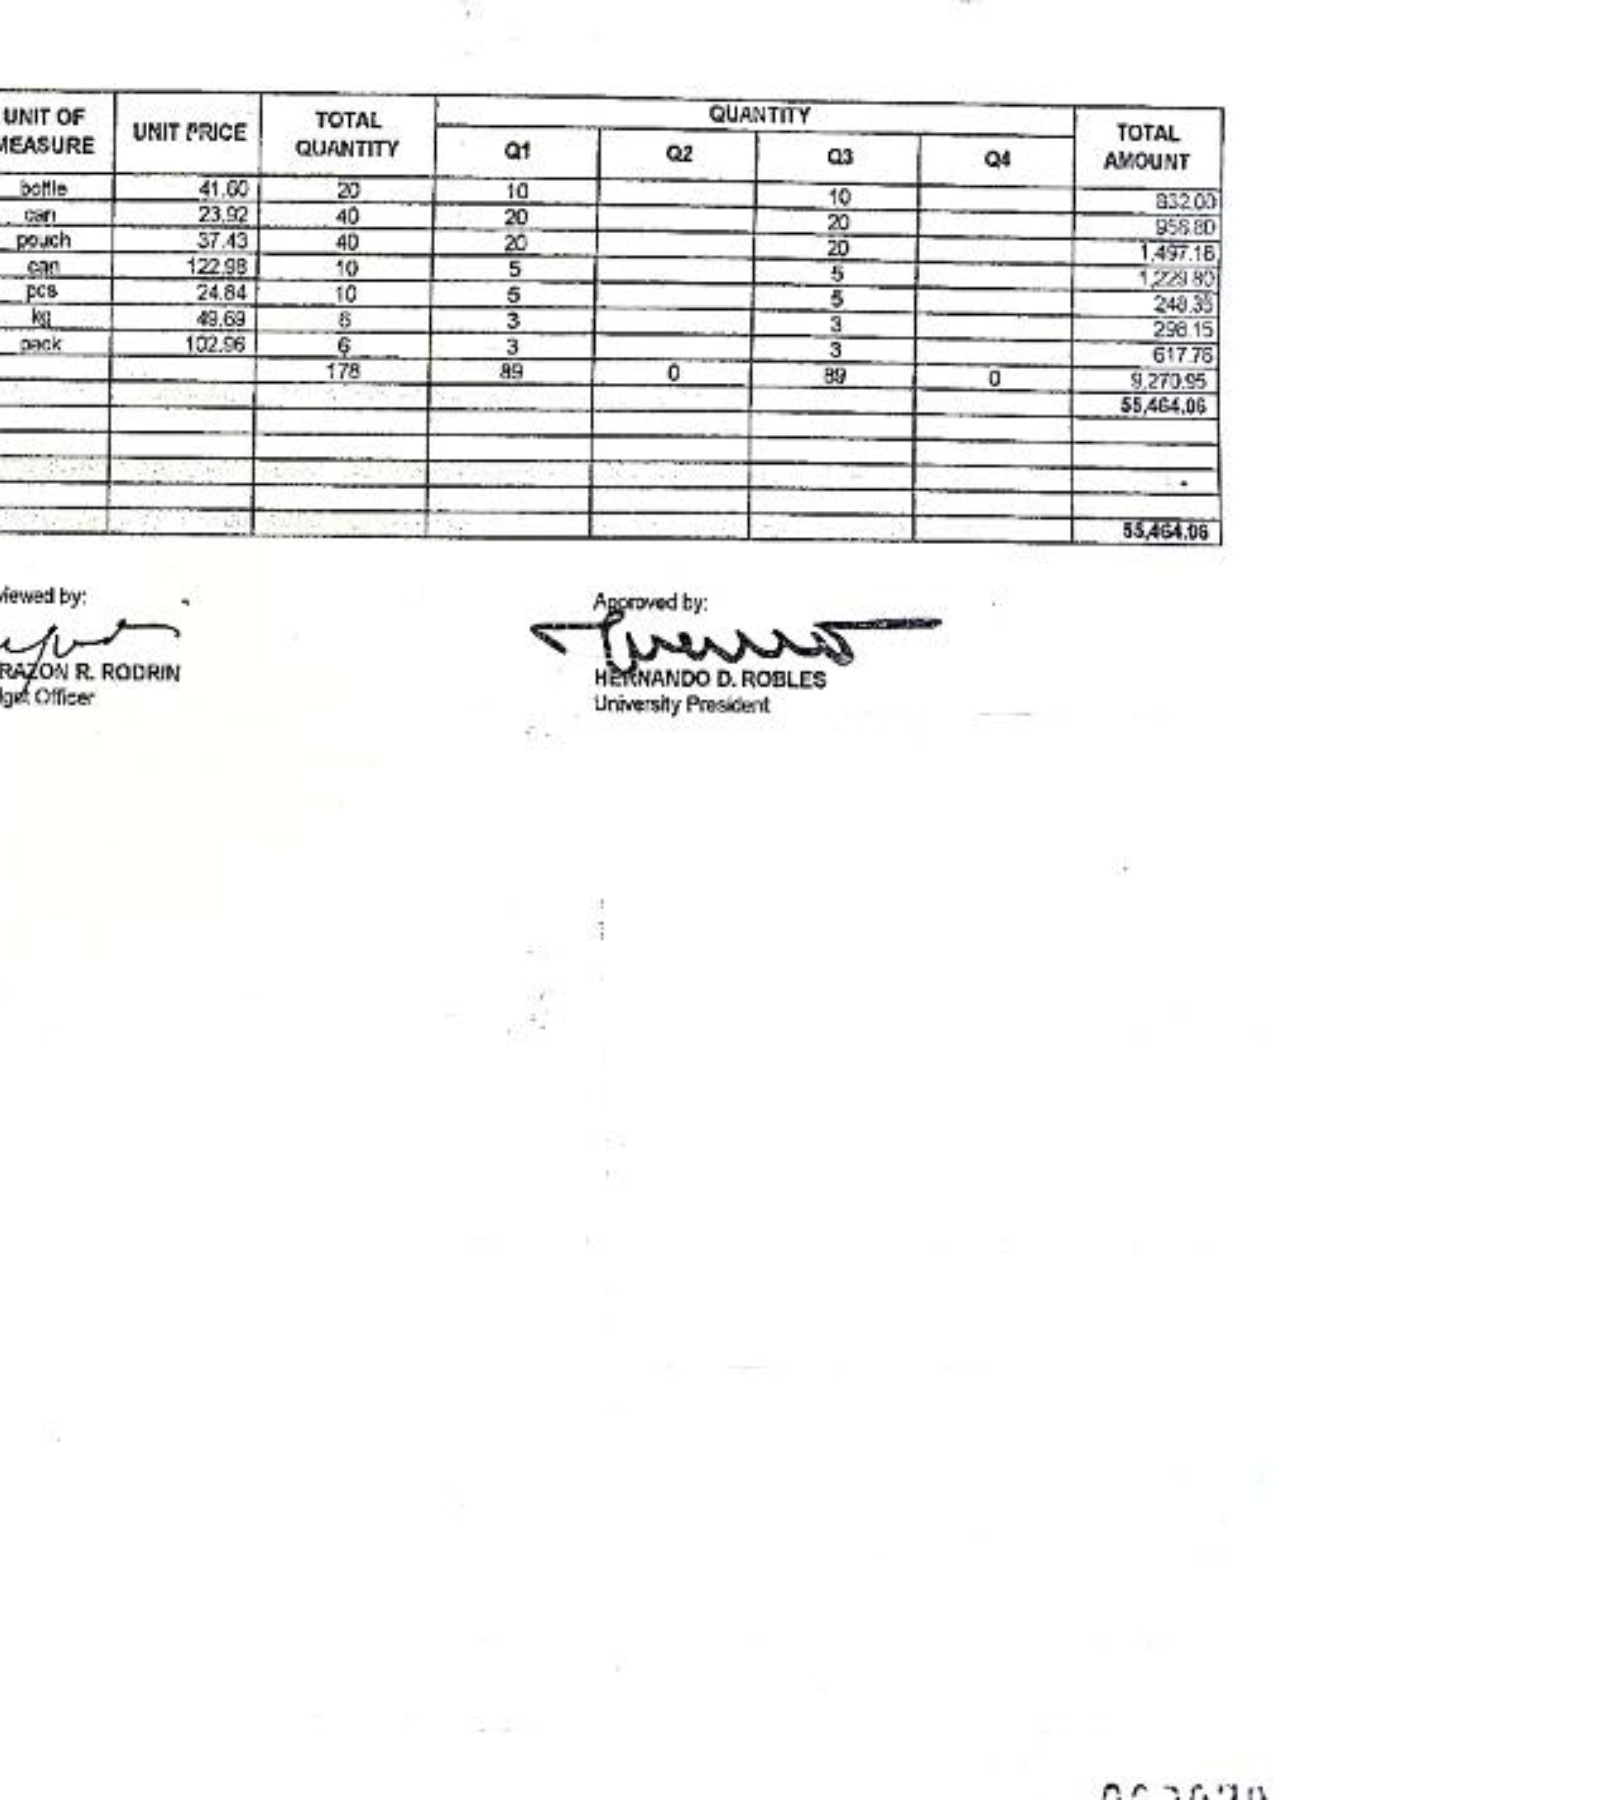 QUANTITY
UNIT OF MEASURE UNIT PRICE TOTAL QUANTITY Q1 Q2 Q3 Q4 TOTAL AMOUNT
bottle 41.60 20 10 10 832.00
can 23.92 40 20 20 956.80
pouch 37.43 40 20 20 1,497.16
can 122.98 10 5 5 1,229.80
pcs 24.84 10 5 5 248.35
kg 49.69 6 3 3 298.15
pack 102.96 6 3 3 617.76
178 89 0 89 0 9,270.95
55,464.06
55,464.06
viewed by: Approved by:
RAZON R. RODRIN HERNANDO D. ROBLES
dget Officer University President